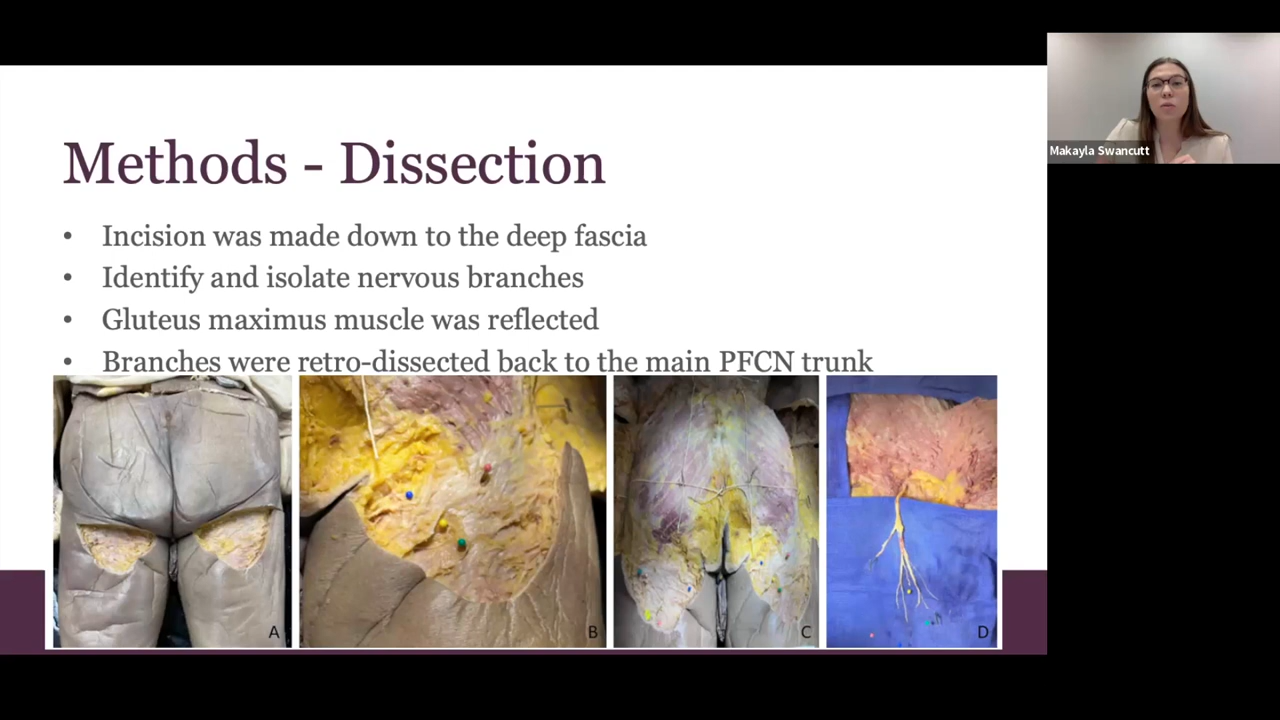 Methods - Dissection
• Incision was made down to the deep fascia
• Identify and isolate nervous branches
• Gluteus maximus muscle was reflected
• Branches were retro-dissected back to the main PFCN trunk
A
B
C
D
Makayla Swancutt